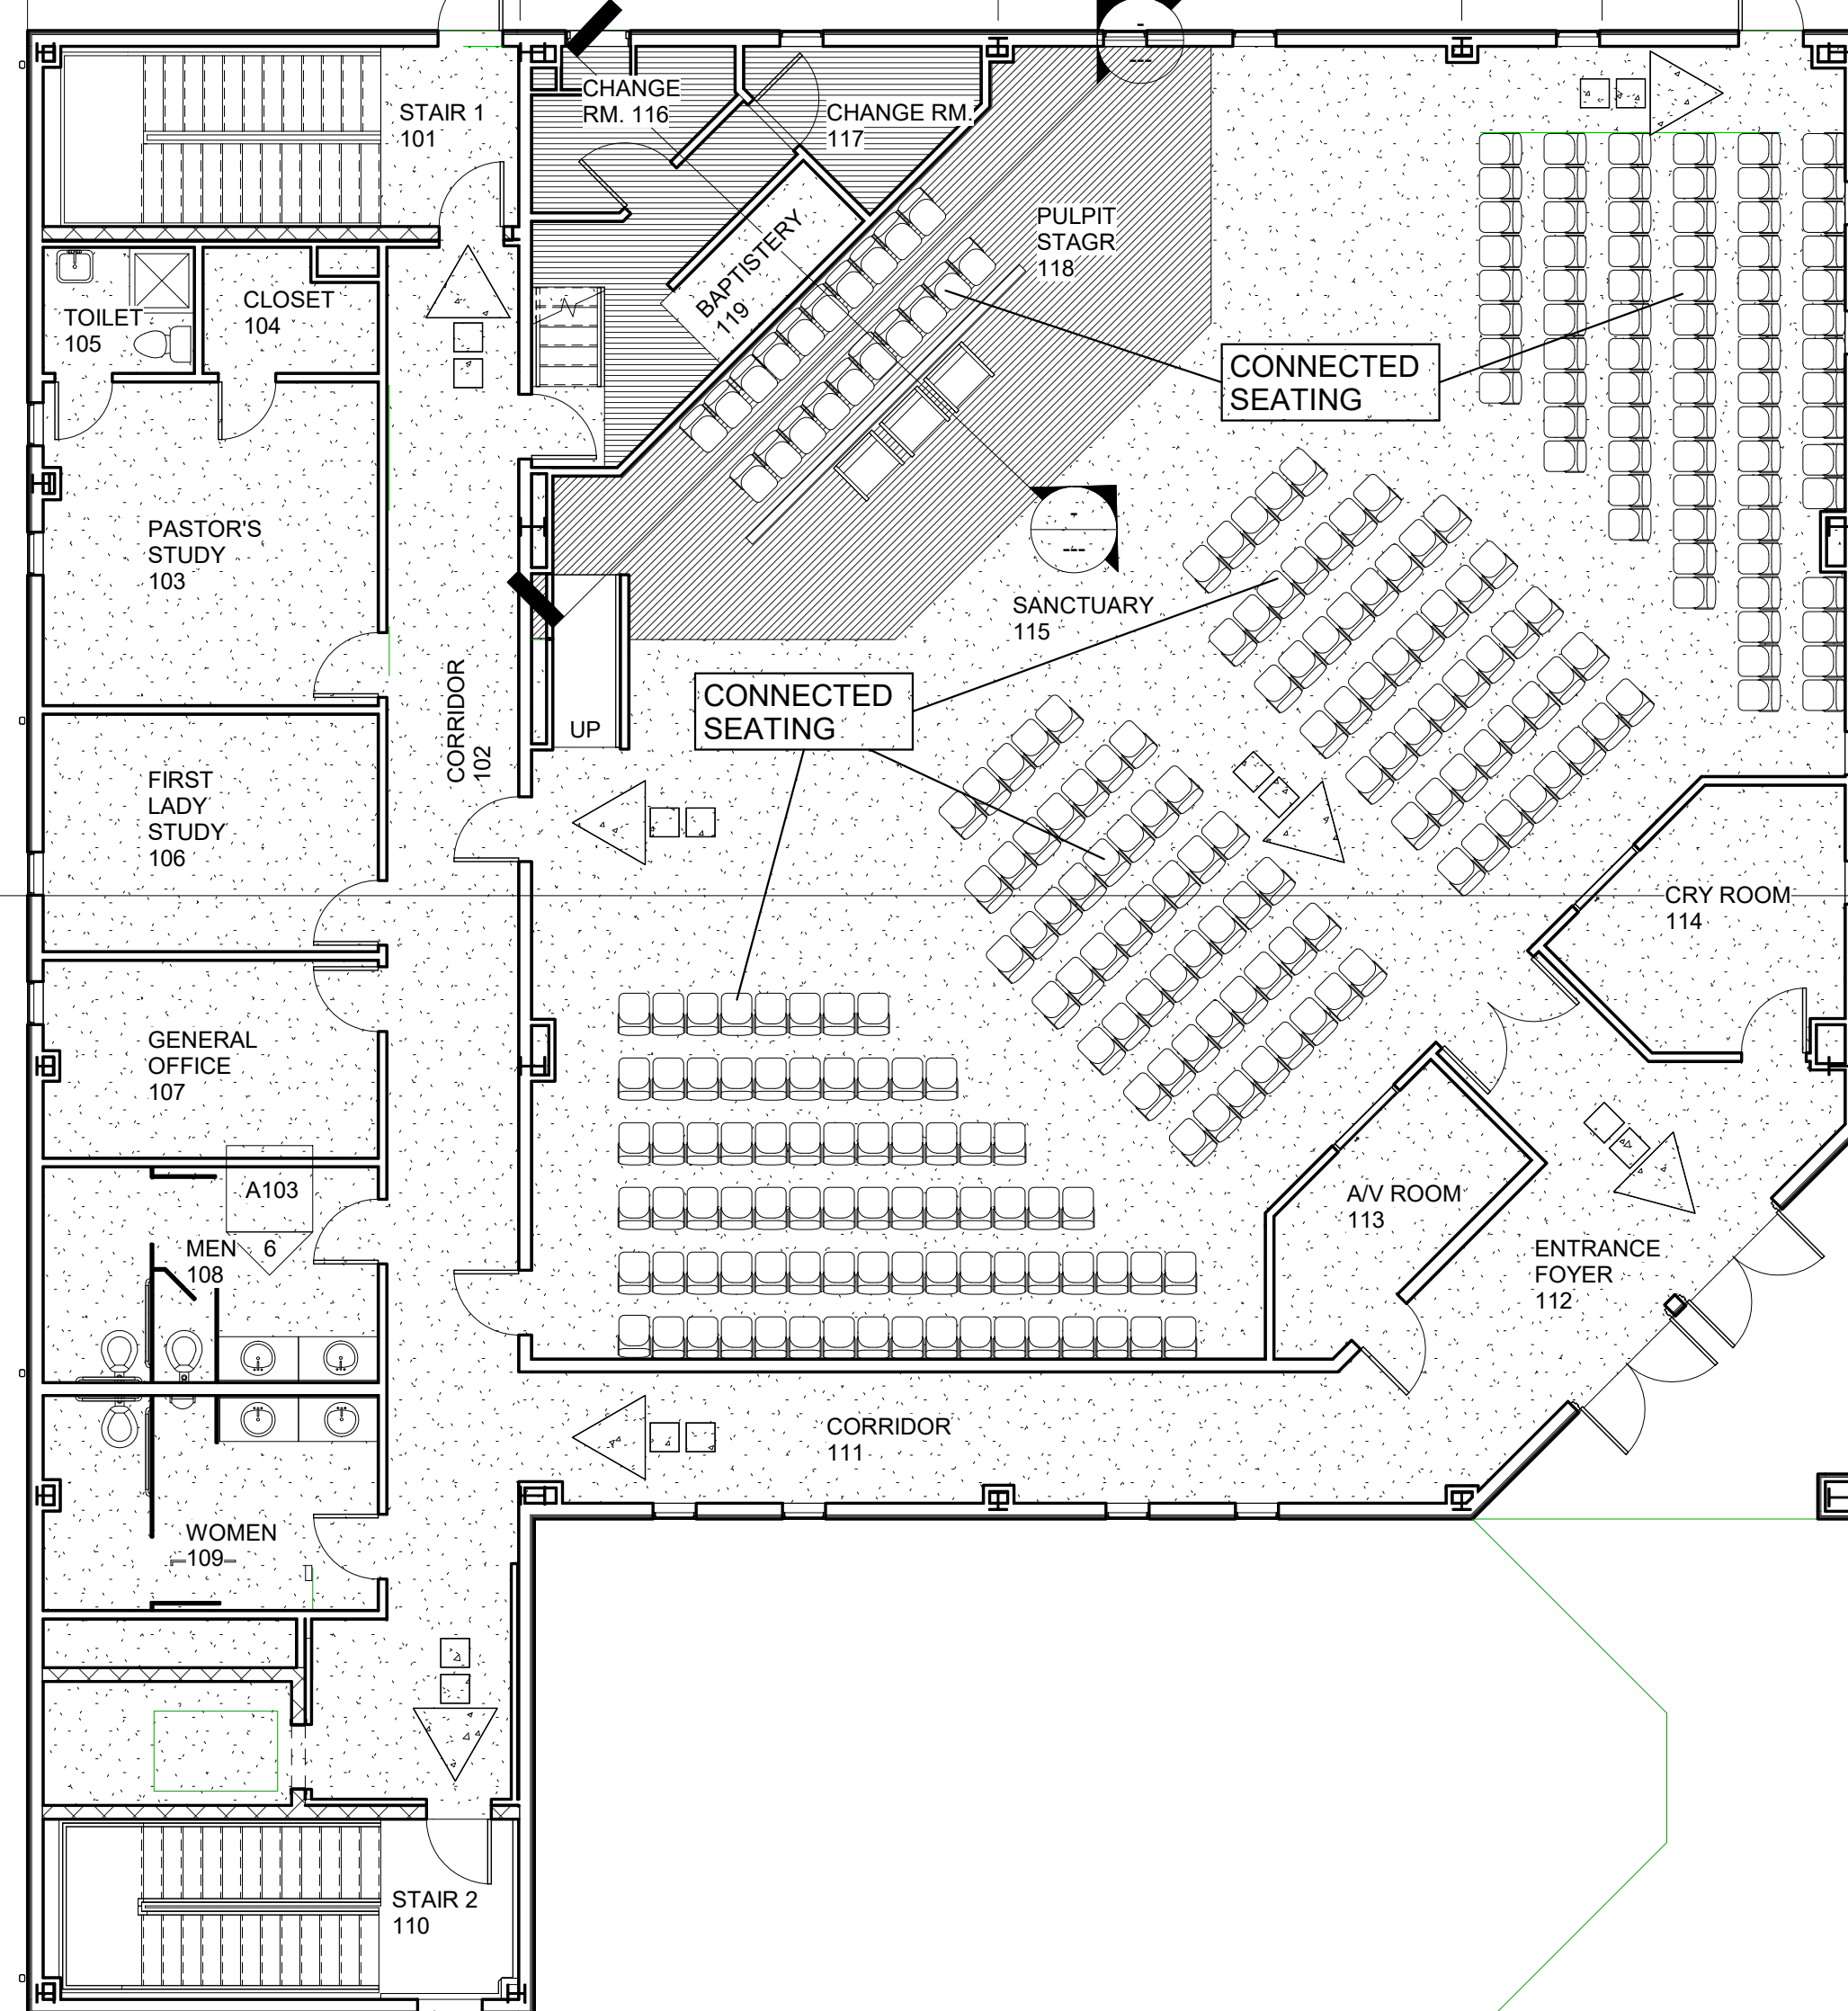 -
---
CHANGE
RM. 116
STAIR 1
101
CHANGE RM.
117
PULPIT
STAGR
118
BAPTISTERY
119
CLOSET
104
TOILET
105
CONNECTED
SEATING
PASTOR'S
STUDY
103
-
---
SANCTUARY
115
CORRIDOR
102
CONNECTED
SEATING
UP
FIRST
LADY
STUDY
106
CRY ROOM
114
GENERAL
OFFICE
107
A103
6
MEN
108
A/V ROOM
113
ENTRANCE
FOYER
112
CORRIDOR
111
WOMEN
109
STAIR 2
110